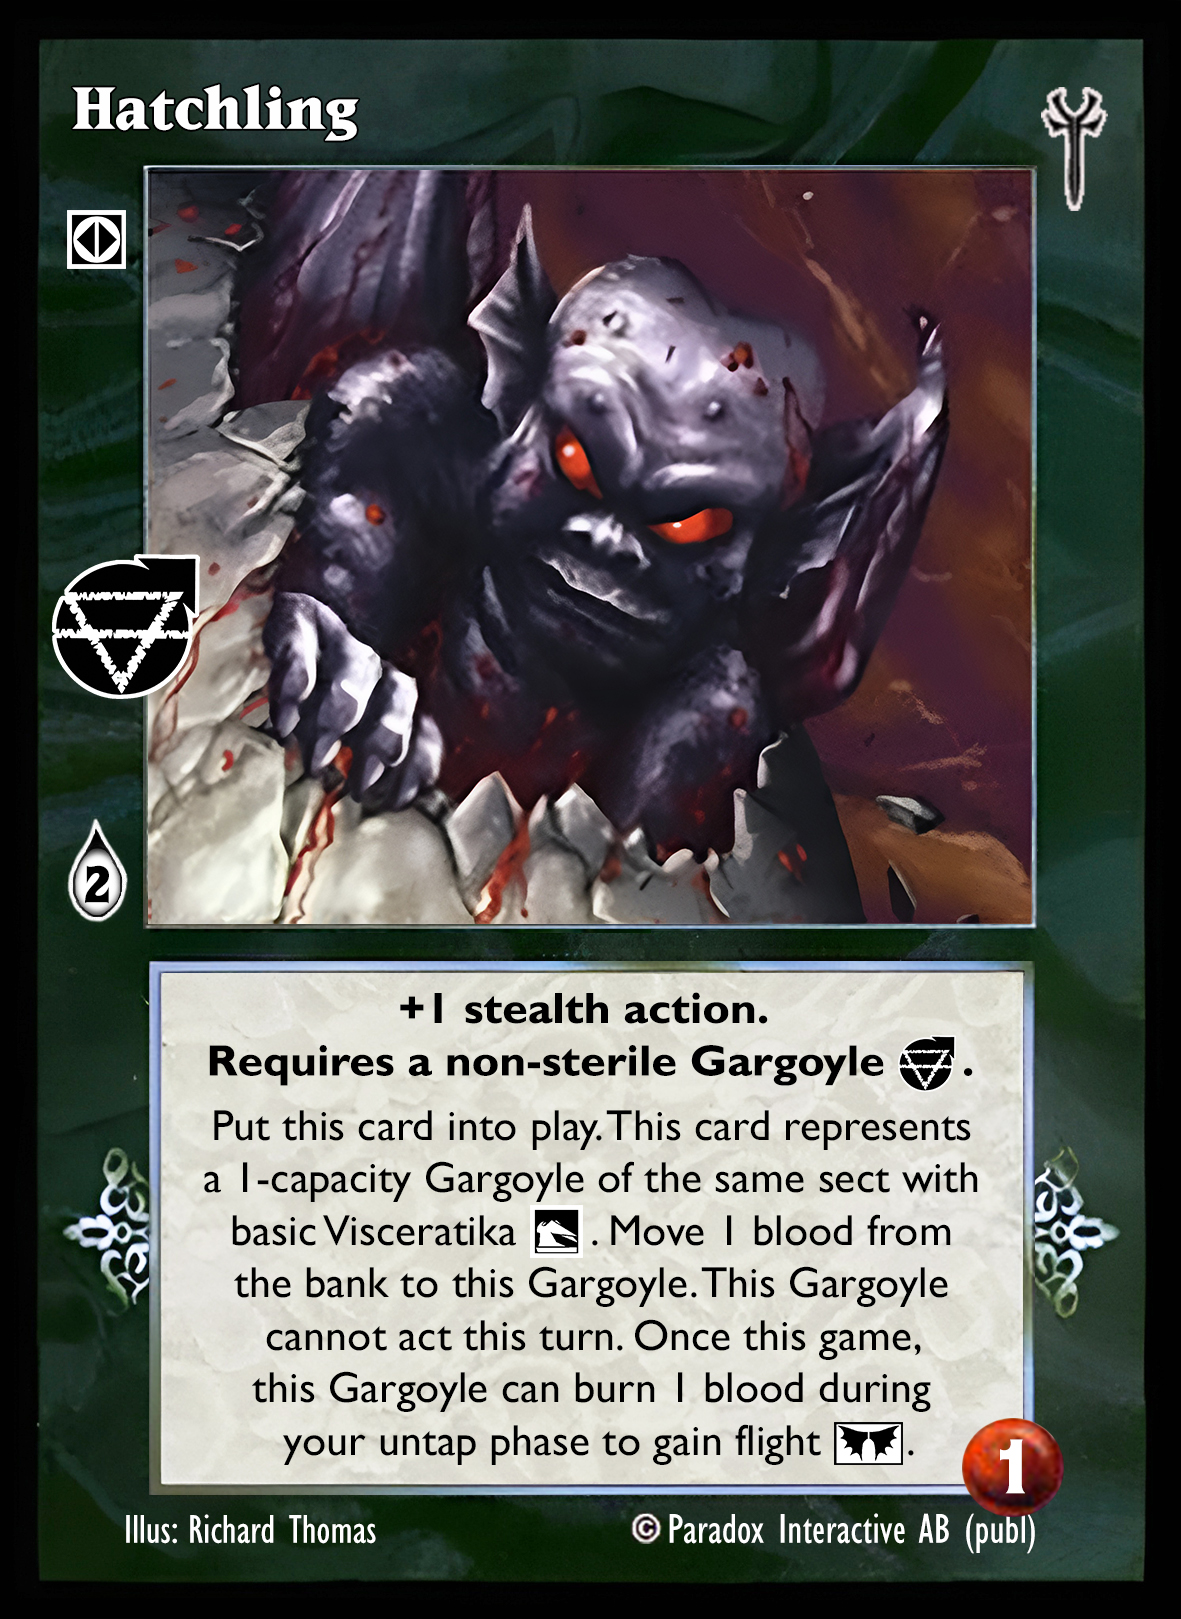 Hatchling
2
+1 stealth action.
Requires a non-sterile Gargoyle .
Put this card into play. This card represents
a 1-capacity Gargoyle of the same sect with
basic Visceratika . Move 1 blood from
the bank to this Gargoyle. This Gargoyle
cannot act this turn. Once this game,
this Gargoyle can burn 1 blood during
your untap phase to gain flight .
1
Illus: Richard Thomas
© Paradox Interactive AB (publ)